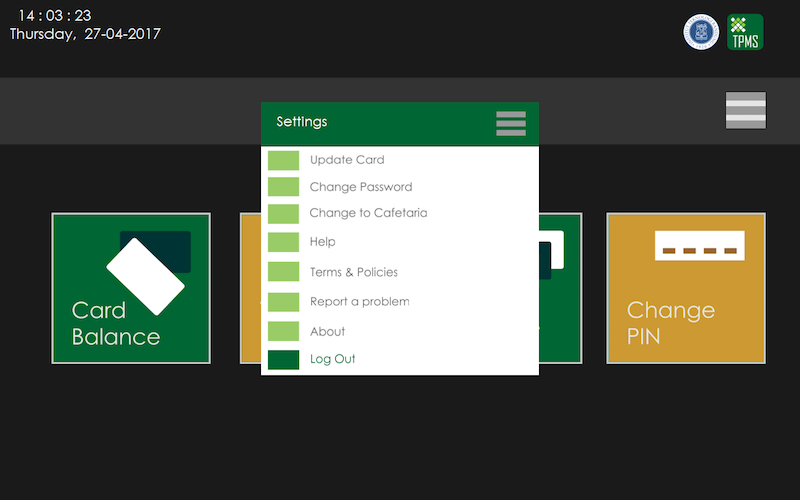 14 : 03 : 23
Thursday, 27-04-2017
TPMS
Settings
Update Card
Change Password
Change to Cafetaria
Help
Terms & Policies
Report a problem
About
Log Out
Card
Balance
Change
PIN